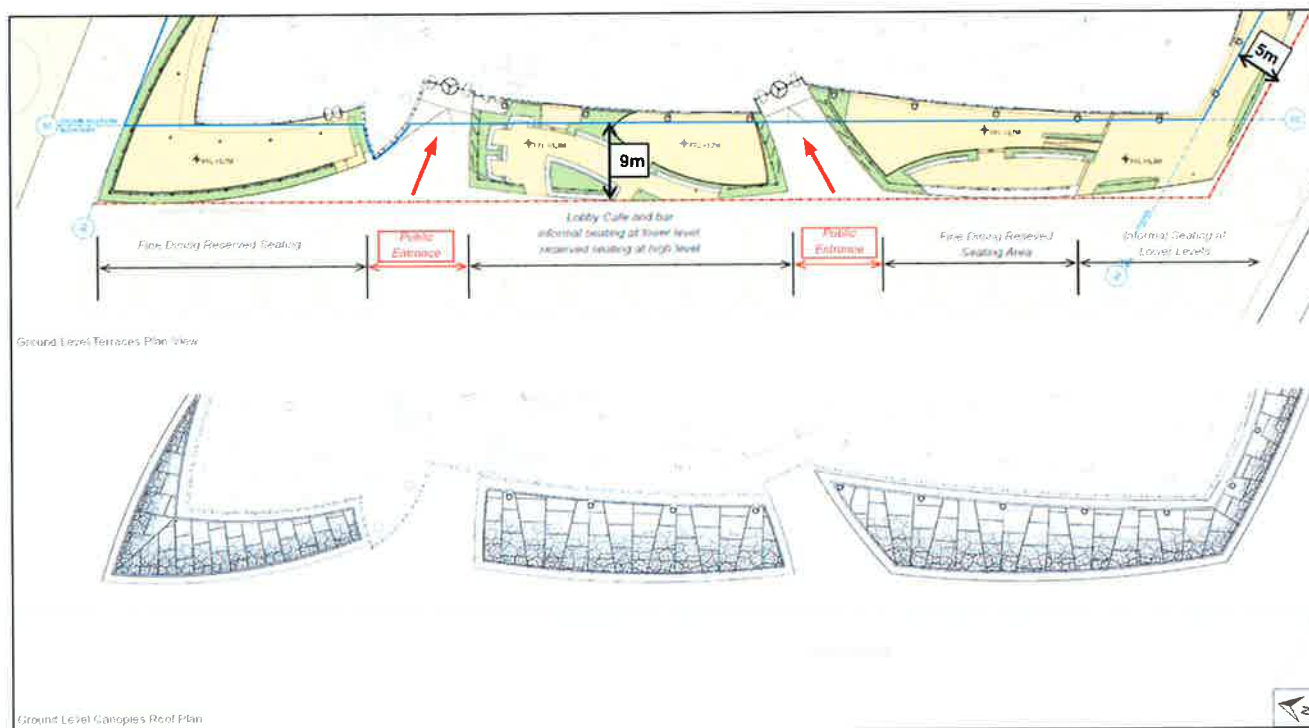 5m
9m
Fine Dining Reserved Seating
Public
Entrance
Lobby Cafe and bar
informal seating at lower level
reserved seating at high level
Public
Entrance
Fine Dining Reseved
Seating Area
Informal Seating at
Lower Levels
Ground Level Terraces Plan View
Ground Level Canopies Roof Plan
Z